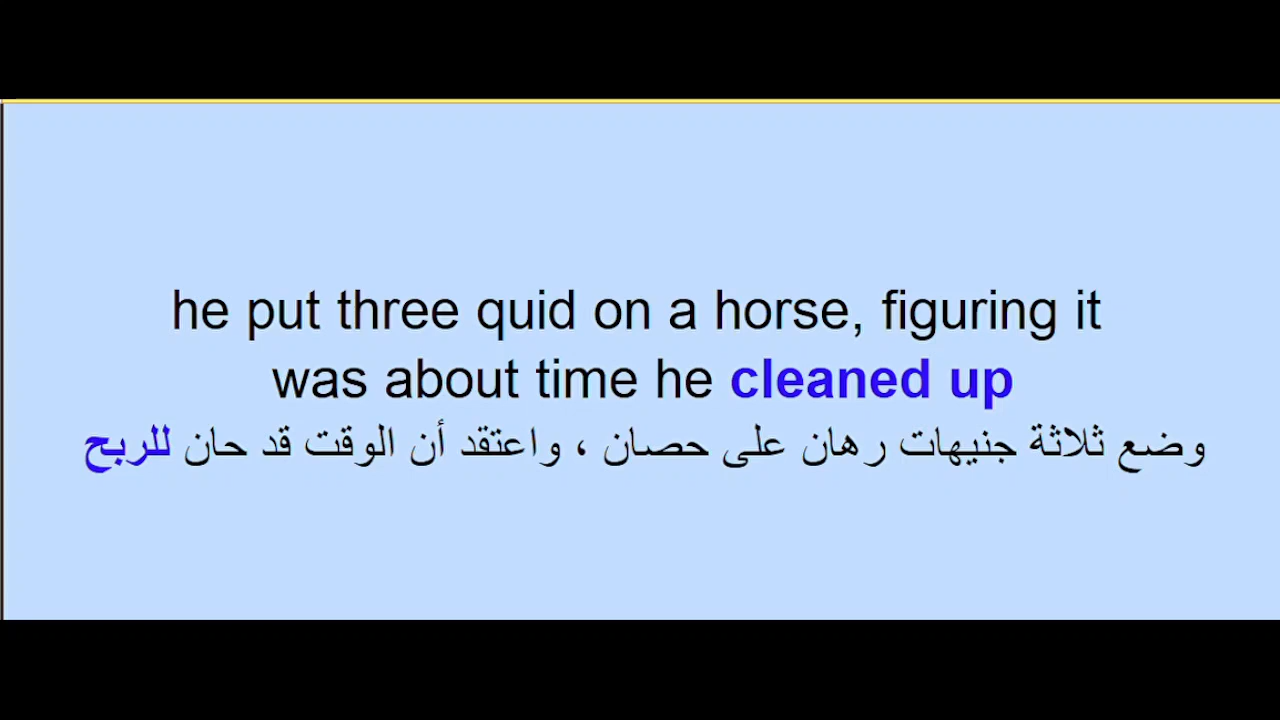 he put three quid on a horse, figuring it
was about time he cleaned up
وضع ثلاثة جنيهات رهان على حصان ، واعتقد أن الوقت قد حان للربح